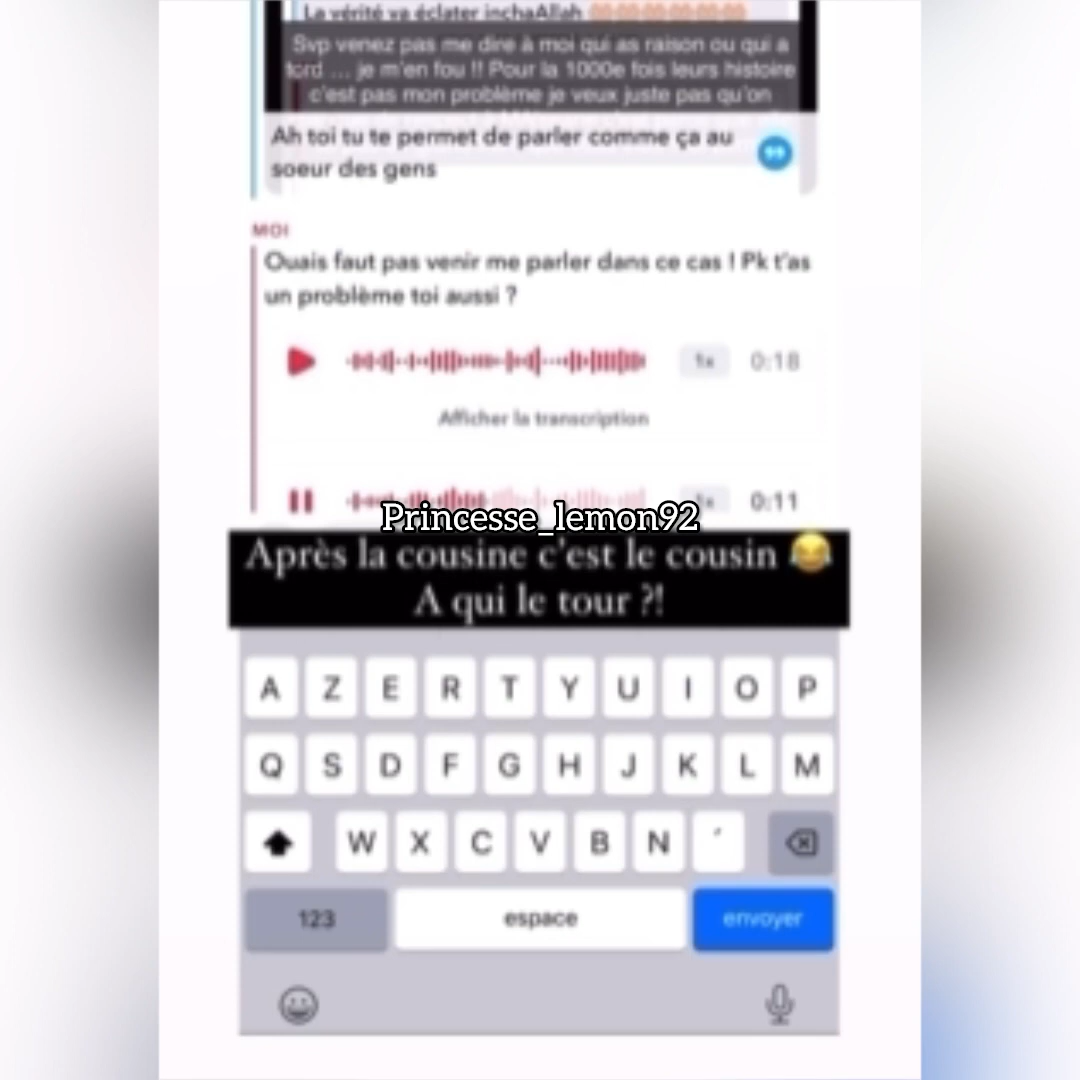 La vérité va éclater inchaAllah
Svp venez pas me dire à moi qui as raison ou qui a
tord ... je m'en fou !! Pour la 1000e fois leurs histoire
c'est pas mon problème je veux juste pas qu'on
Ah toi tu te permet de parler comme ça au
soeur des gens
MOI
Ouais faut pas venir me parler dans ce cas ! Pk t'as
un problème toi aussi ?
1x 0:18
Afficher la transcription
1x 0:11
Princesse_lemon92
Après la cousine c'est le cousin 😂
A qui le tour ?!
A Z E R T Y U I O P
Q S D F G H J K L M
W X C V B N ´
123 espace envoyer